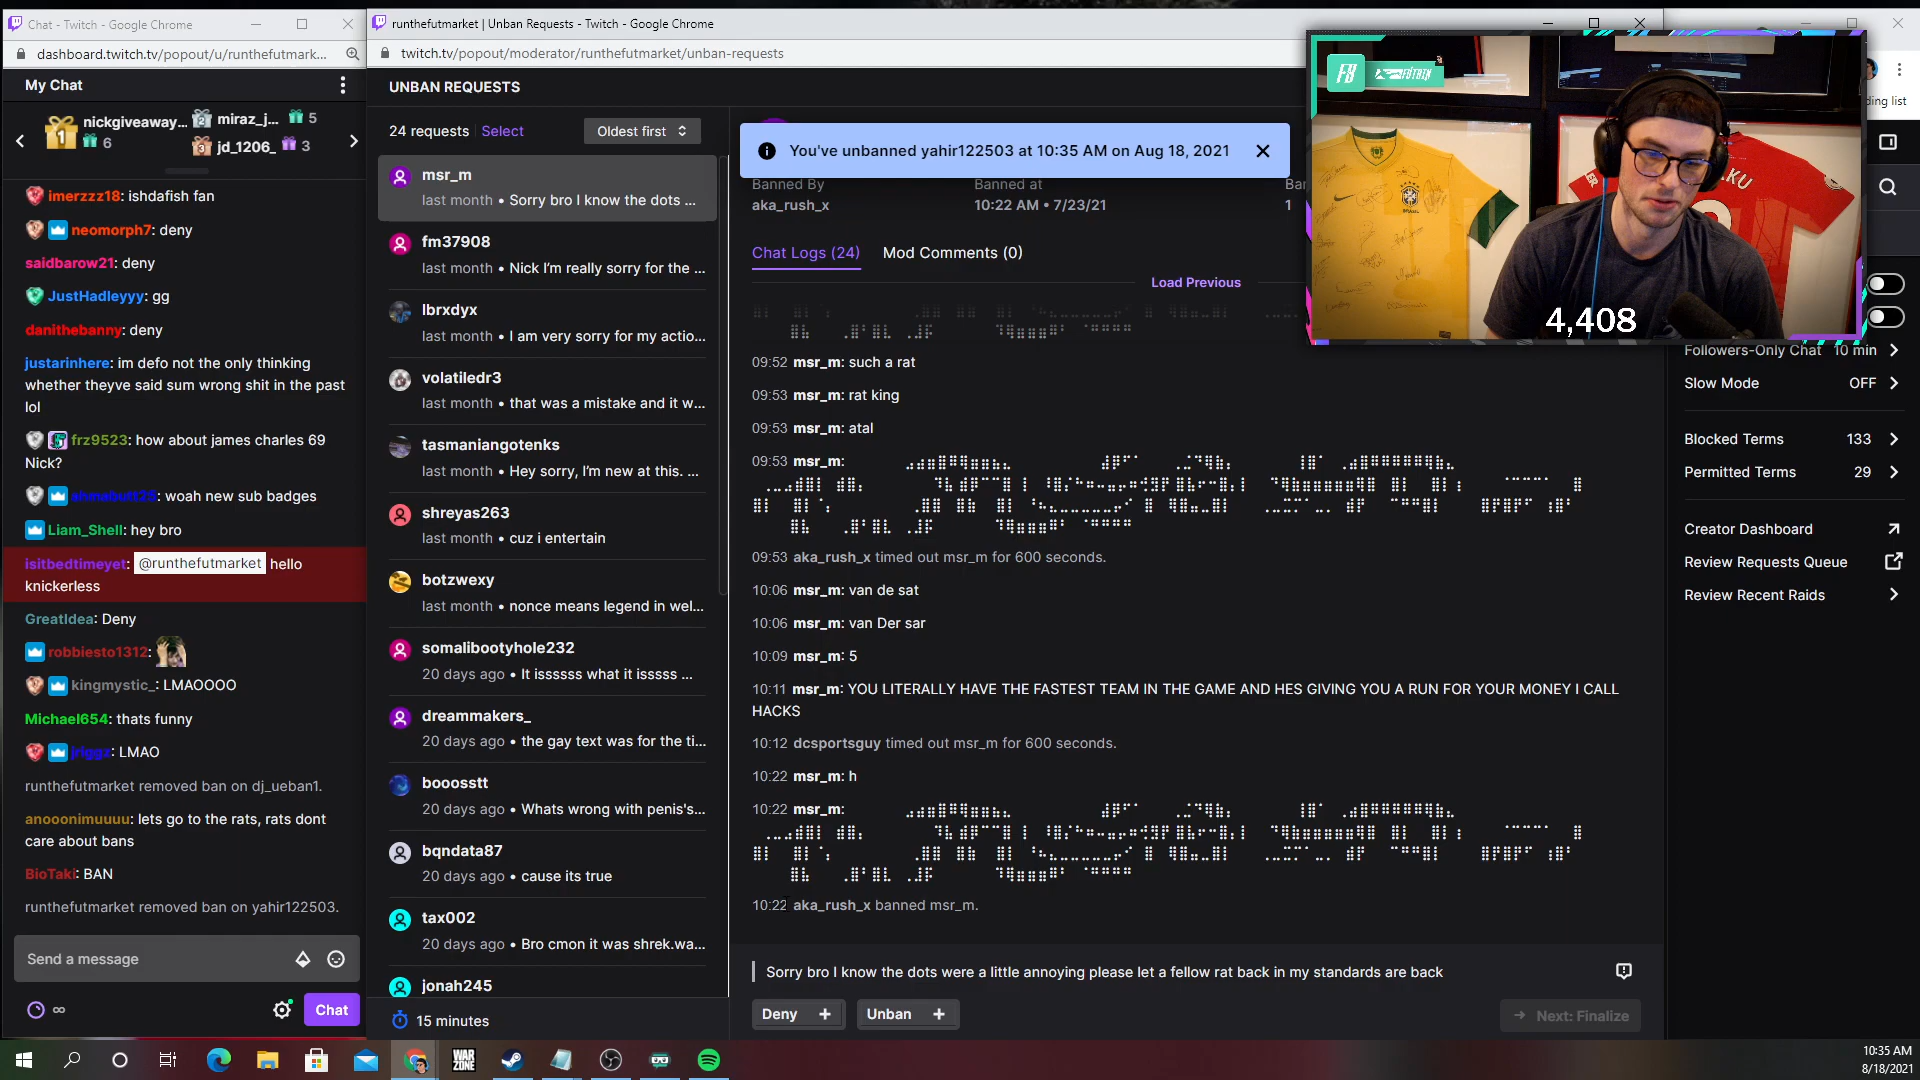 Chat - Twitch - Google Chrome
dashboard.twitch.tv/popout/u/runthefutmark...
My Chat
nickgiveaway...
6
miraz_j...
5
jd_1206_
3
imerzzz18: ishdafish fan
neomorph7: deny
saidbarow21: deny
JustHadleyyy: gg
danithebanny: deny
justarinhere: im defo not the only thinking
whether theyve said sum wrong shit in the past
lol
frz9523: how about james charles 69
Nick?
woah new sub badges
Liam_Shell: hey bro
isitbedtimeyet: @runthefutmarket hello
knickerless
GreatIdea: Deny
robbiesto1312:
kingmystic_: LMAOOOO
Michael654: thats funny
jriggz: LMAO
runthefutmarket removed ban on dj_ueban1.
anooonimuuuu: lets go to the rats, rats dont
care about bans
BioTaki: BAN
runthefutmarket removed ban on yahir122503.
Send a message
∞
Chat
runthefutmarket | Unban Requests - Twitch - Google Chrome
twitch.tv/popout/moderator/runthefutmarket/unban-requests
UNBAN REQUESTS
24 requests
Select
Oldest first
msr_m
last month • Sorry bro I know the dots ...
fm37908
last month • Nick I'm really sorry for the ...
lbrxdyx
last month • I am very sorry for my actio...
volatiledr3
last month • that was a mistake and it w...
tasmaniangotenks
last month • Hey sorry, I'm new at this. ...
shreyas263
last month • cuz i entertain
botzwexy
last month • nonce means legend in wel...
somalibootyhole232
20 days ago • It issssss what it isssss ...
dreammakers_
20 days ago • the gay text was for the ti...
booosstt
20 days ago • Whats wrong with penis's...
bqndata87
20 days ago • cause its true
tax002
20 days ago • Bro cmon it was shrek.wa...
jonah245
15 minutes
You've unbanned yahir122503 at 10:35 AM on Aug 18, 2021
Banned By
aka_rush_x
Banned at
10:22 AM • 7/23/21
1
Chat Logs (24)
Mod Comments (0)
Load Previous
09:52 msr_m: such a rat
09:53 msr_m: rat king
09:53 msr_m: atal
09:53 msr_m:
09:53 aka_rush_x timed out msr_m for 600 seconds.
10:06 msr_m: van de sat
10:06 msr_m: van Der sar
10:09 msr_m: 5
10:11 msr_m: YOU LITERALLY HAVE THE FASTEST TEAM IN THE GAME AND HES GIVING YOU A RUN FOR YOUR MONEY I CALL
HACKS
10:12 dcsportsguy timed out msr_m for 600 seconds.
10:22 msr_m: h
10:22 msr_m:
10:22 aka_rush_x banned msr_m.
Sorry bro I know the dots were a little annoying please let a fellow rat back in my standards are back
Deny +
Unban +
Next: Finalize
4,408
Followers-Only Chat 10 min
Slow Mode OFF
Blocked Terms 133
Permitted Terms 29
Creator Dashboard
Review Requests Queue
Review Recent Raids
WAR
ZONE
10:35 AM
8/18/2021